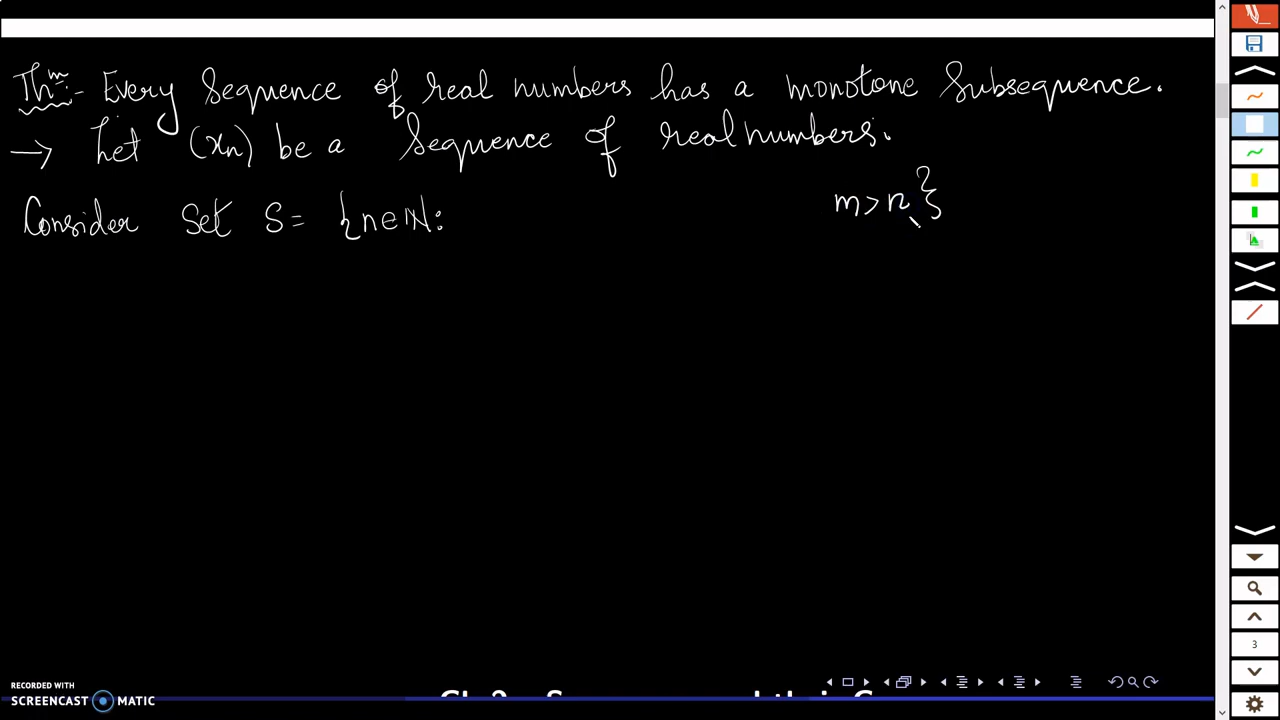 Thm:- Every Sequence of real numbers has a monotone Subsequence.
→ Let (xn) be a Sequence of real numbers.
Consider Set S = {n∈ℕ: m>n}
3
RECORDED WITH
SCREENCAST MATIC